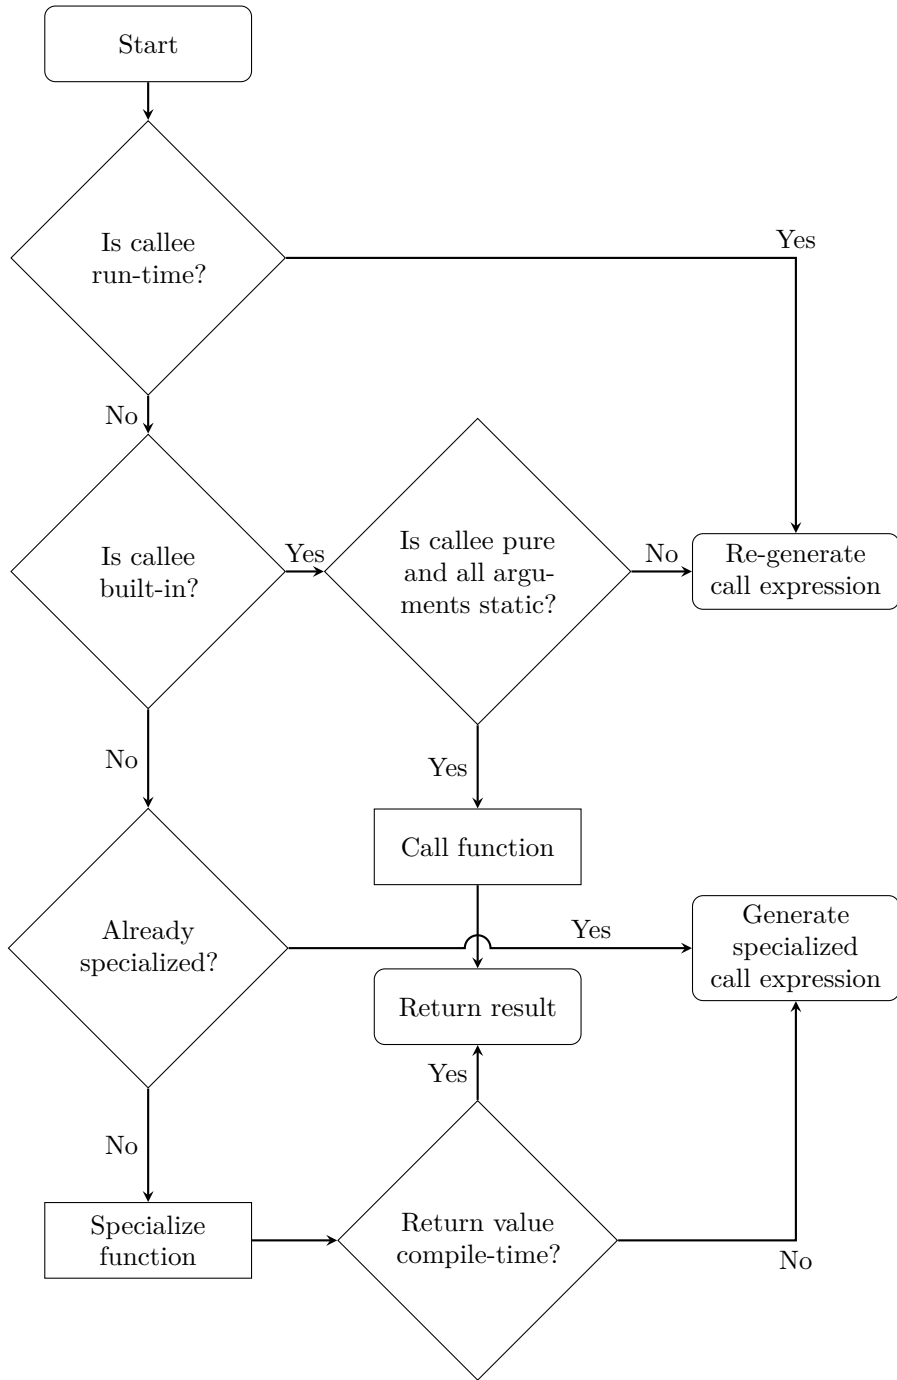 Start
Is callee
run-time?
Yes
No
Is callee
built-in?
Yes
Is callee pure
and all argu-
ments static?
No
Re-generate
call expression
No
Yes
Call function
Already
specialized?
Yes
Generate
specialized
call expression
Return result
Yes
No
Specialize
function
Return value
compile-time?
No